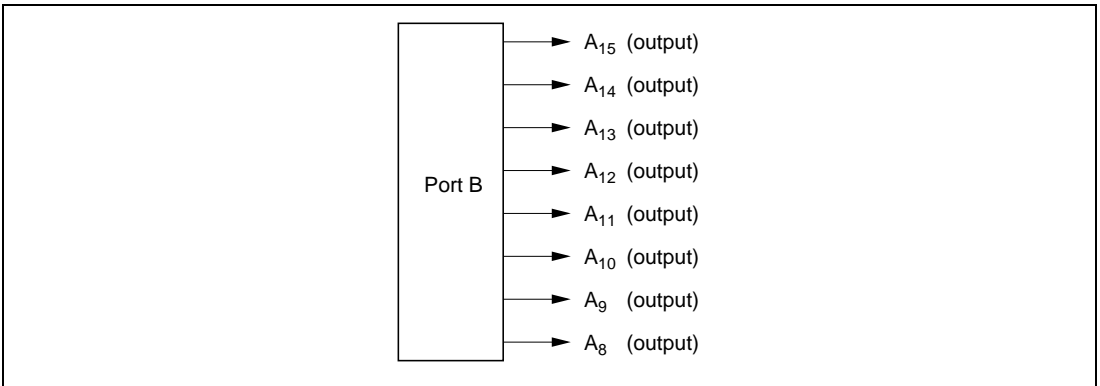 A15 (output)
A14 (output)
A13 (output)
A12 (output)
Port B
A11 (output)
A10 (output)
A9 (output)
A8 (output)